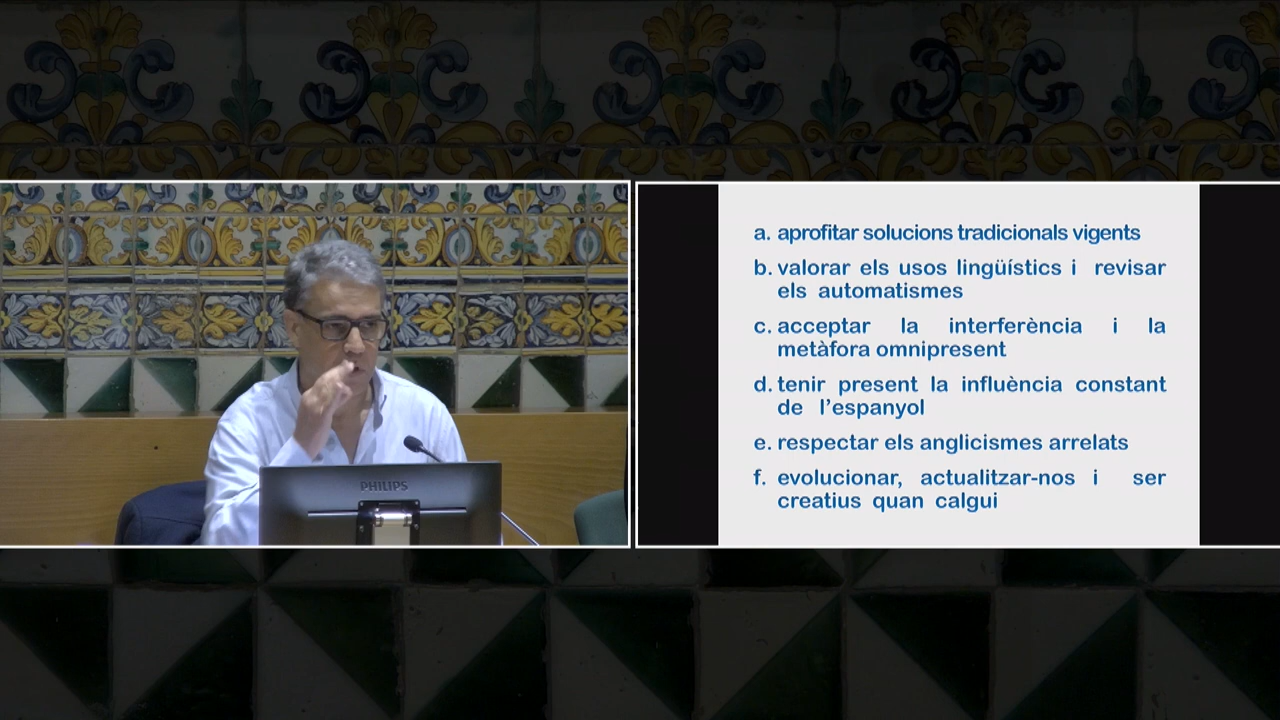 PHILIPS
a. aprofitar solucions tradicionals vigents
b. valorar els usos lingüístics i revisar
els automatismes
c. acceptar la interferència i la
metàfora omnipresent
d. tenir present la influència constant
de l'espanyol
e. respectar els anglicismes arrelats
f. evolucionar, actualitzar-nos i ser
creatius quan calgui